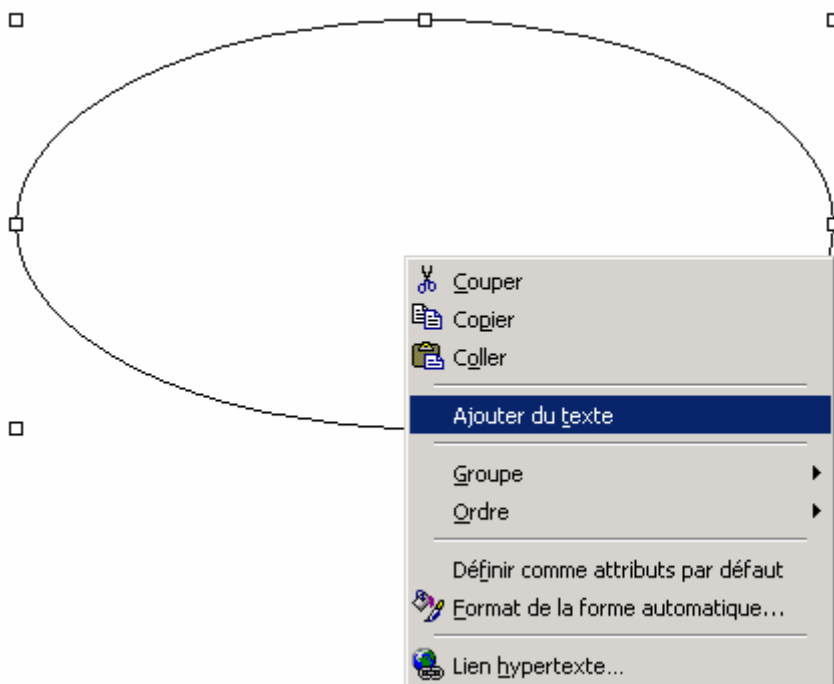 Couper
Copier
Coller
Ajouter du texte
Groupe
Ordre
Définir comme attributs par défaut
Format de la forme automatique...
Lien hypertexte...